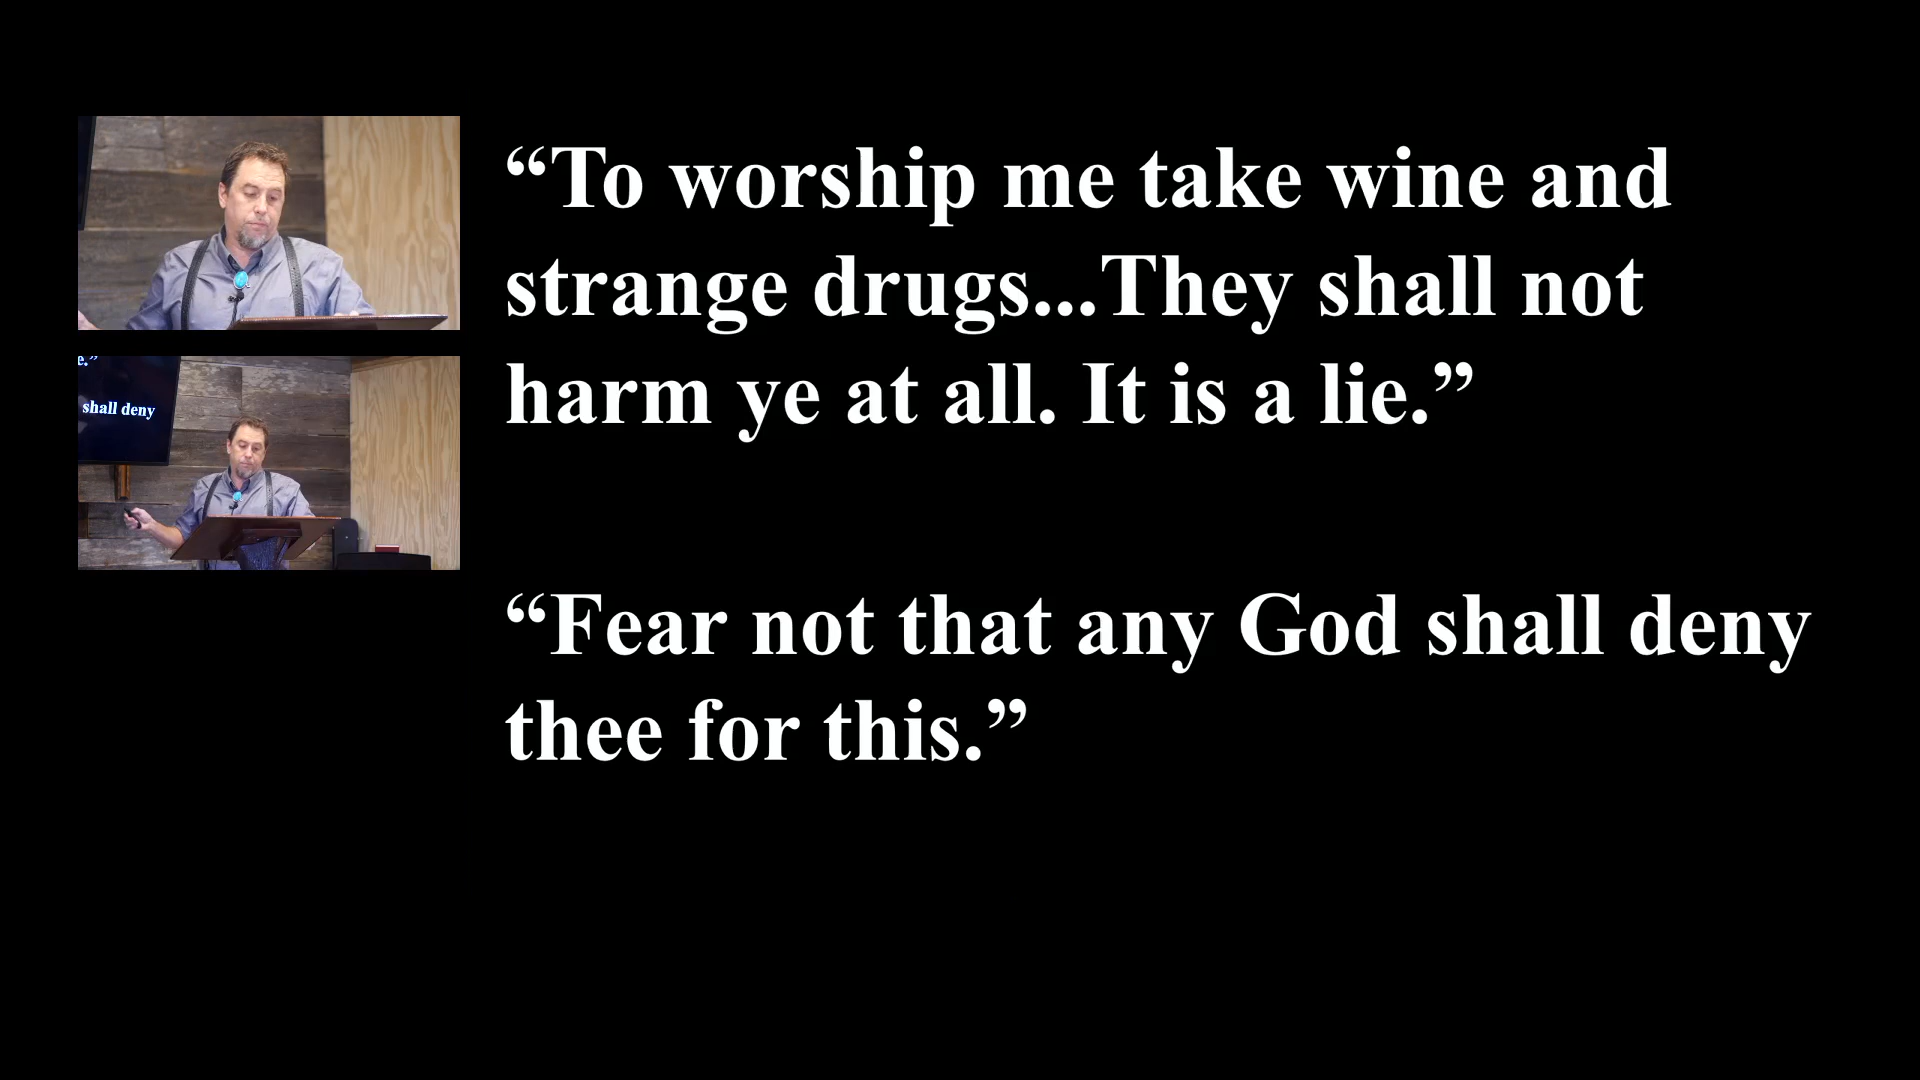 “To worship me take wine and
strange drugs...They shall not
harm ye at all. It is a lie.”
“Fear not that any God shall deny
thee for this.”
e.”
shall deny